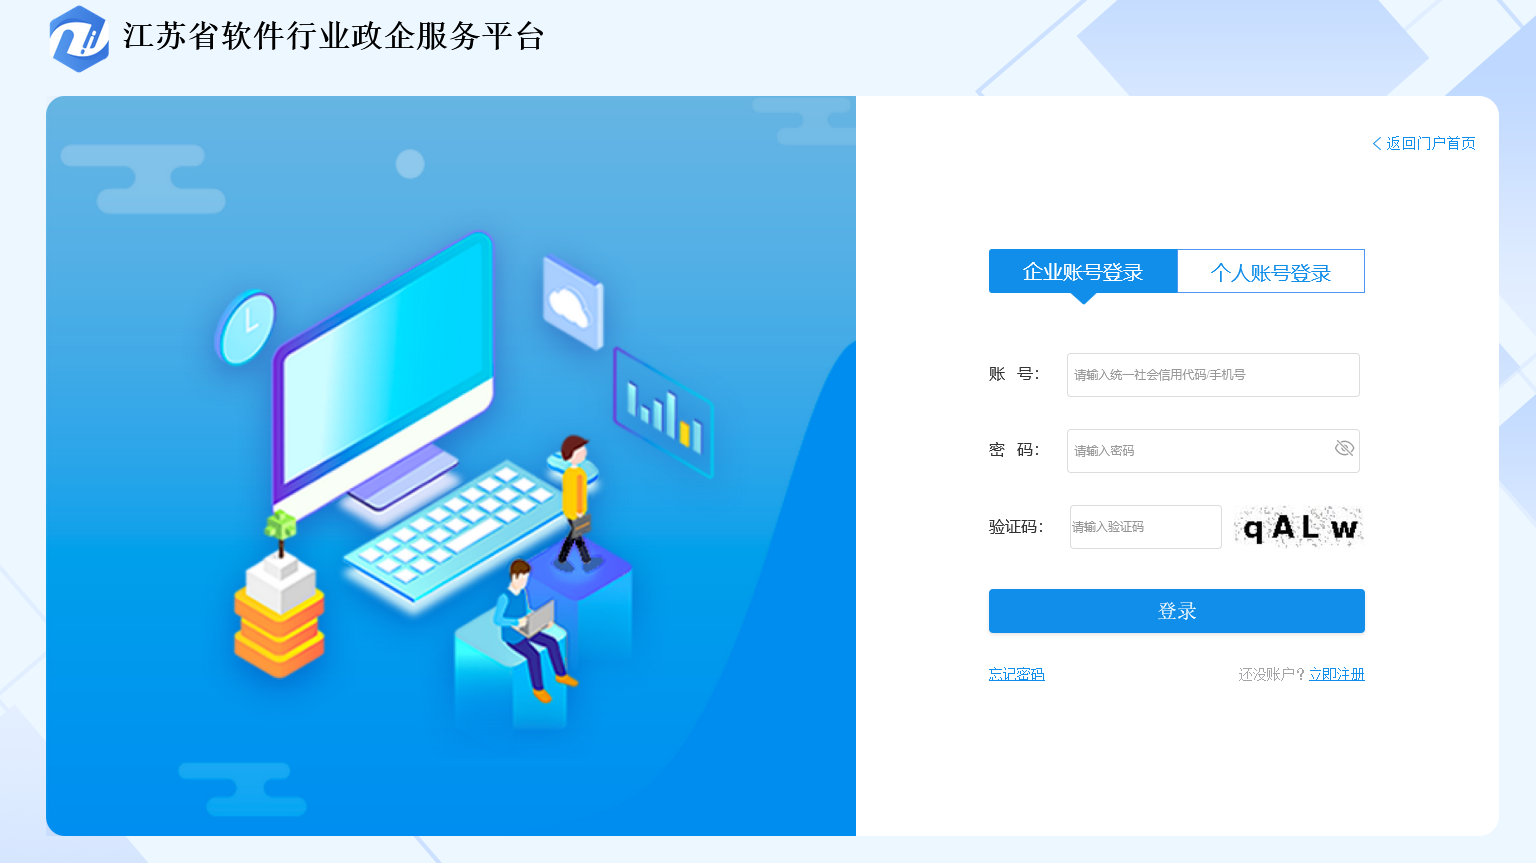 江苏省软件行业政企服务平台
返回门户首页
企业账号登录 个人账号登录
账 号： 请输入统一社会信用代码/手机号
密 码： 请输入密码
验证码： 请输入验证码 qALw
登录
忘记密码 还没账户？立即注册